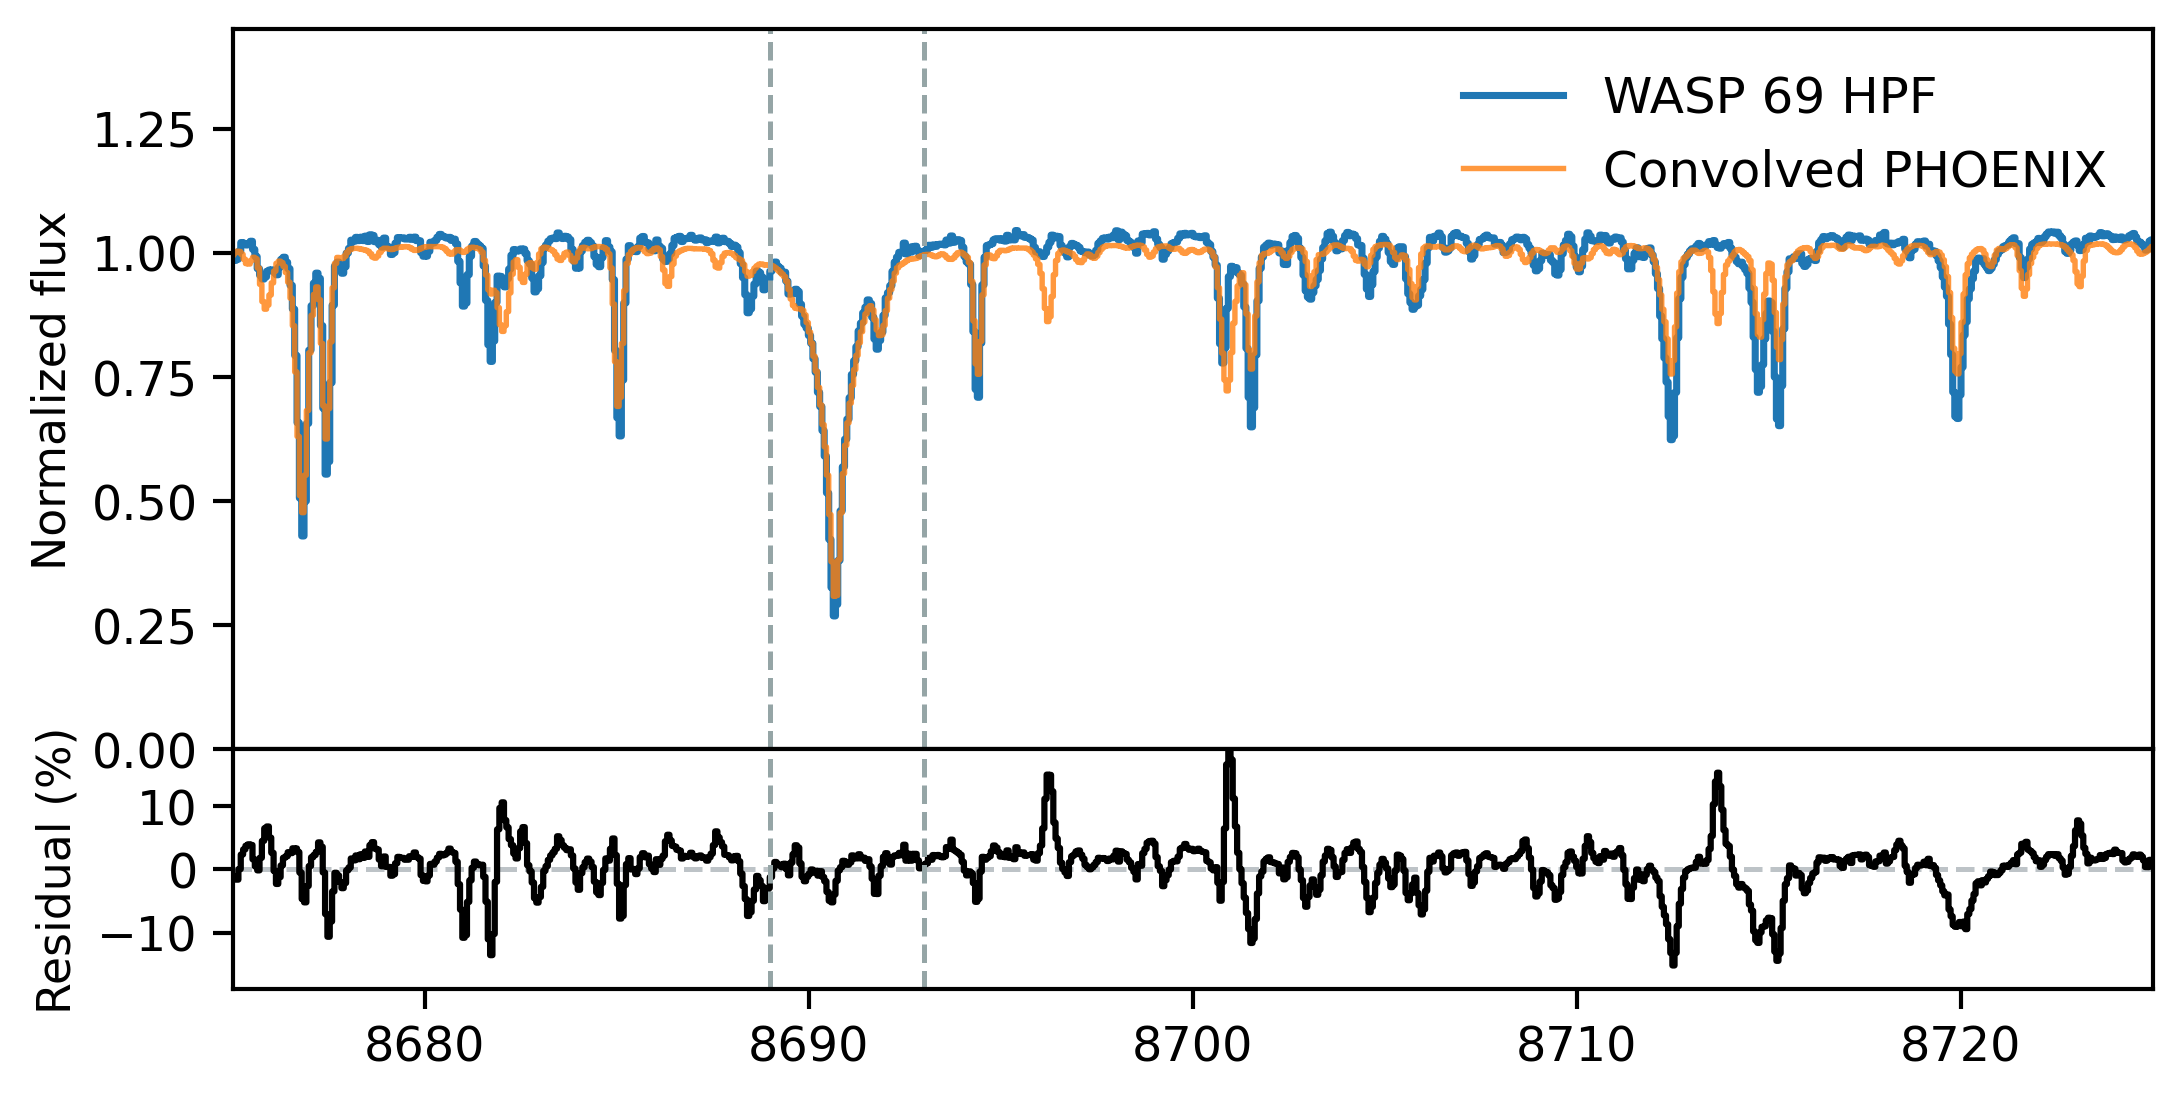 WASP 69 HPF
Convolved PHOENIX
Normalized flux
1.25
1.00
0.75
0.50
0.25
0.00
Residual (%)
10
0
−10
8680 8690 8700 8710 8720